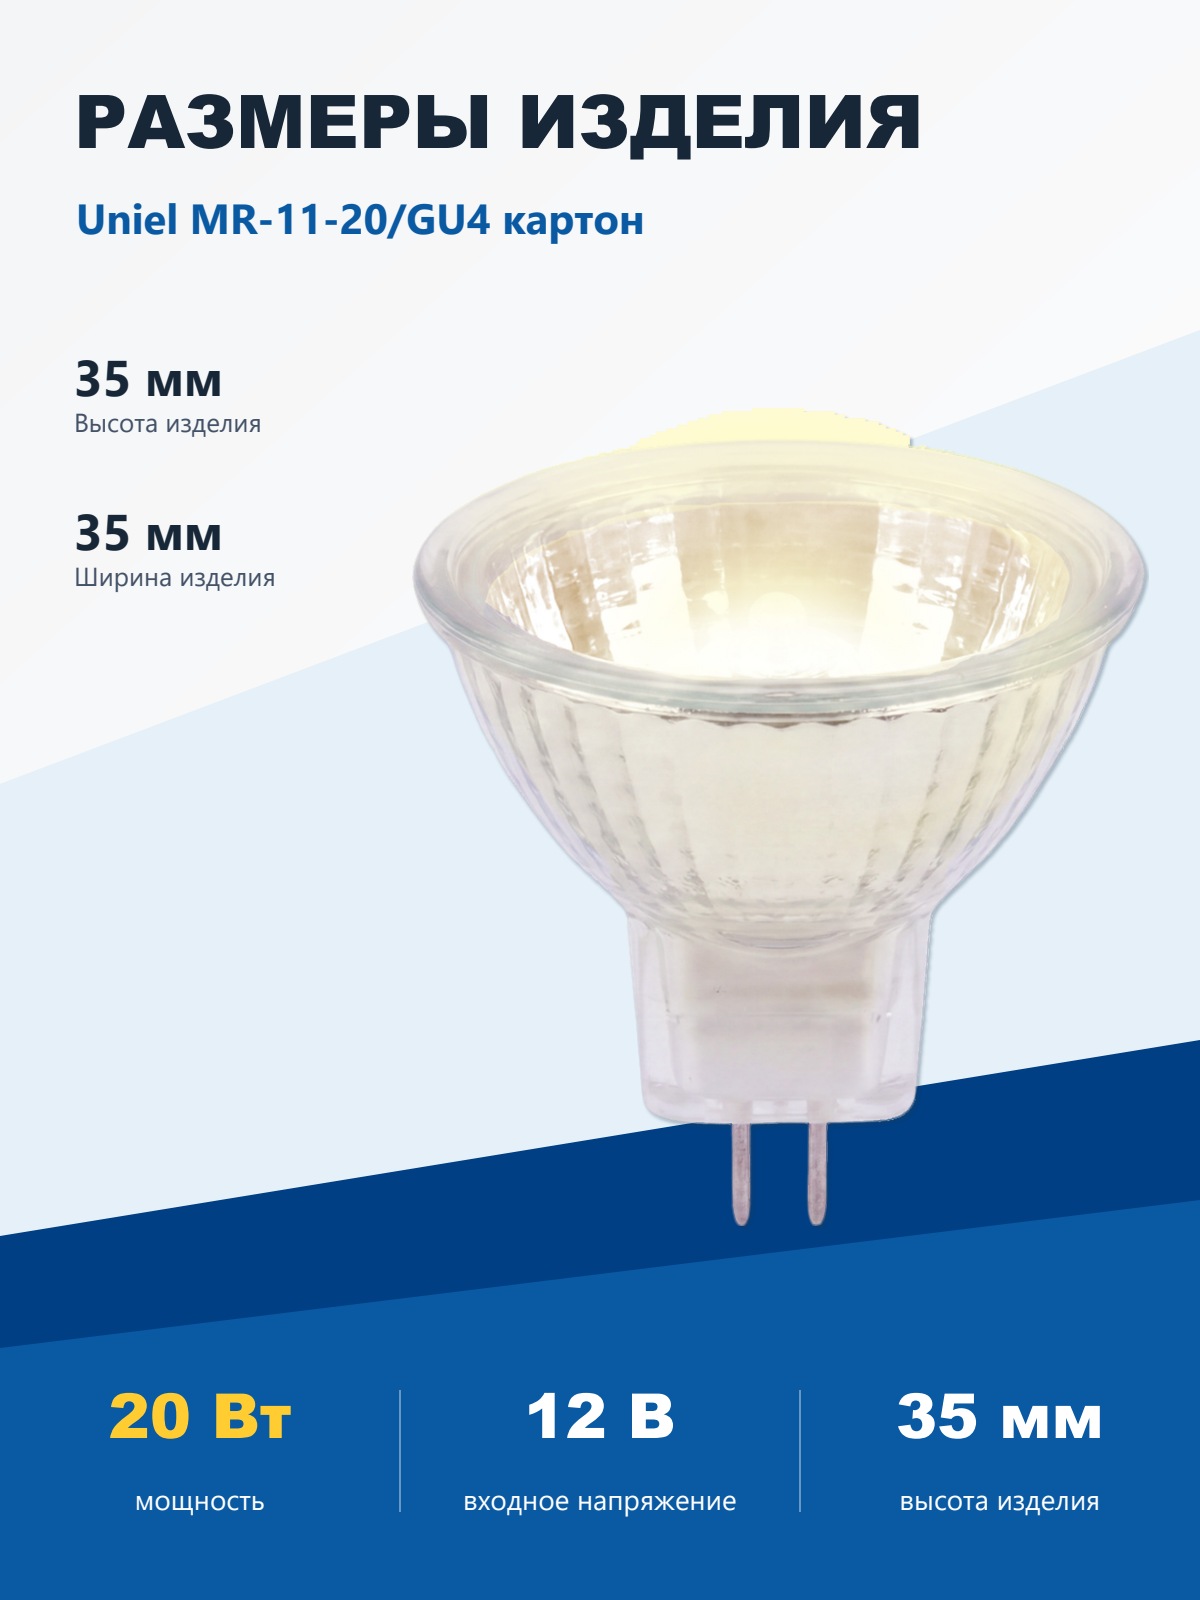 РАЗМЕРЫ ИЗДЕЛИЯ
Uniel MR-11-20/GU4 картон
35 мм
Высота изделия
35 мм
Ширина изделия
20 Вт
мощность
12 В
входное напряжение
35 мм
высота изделия